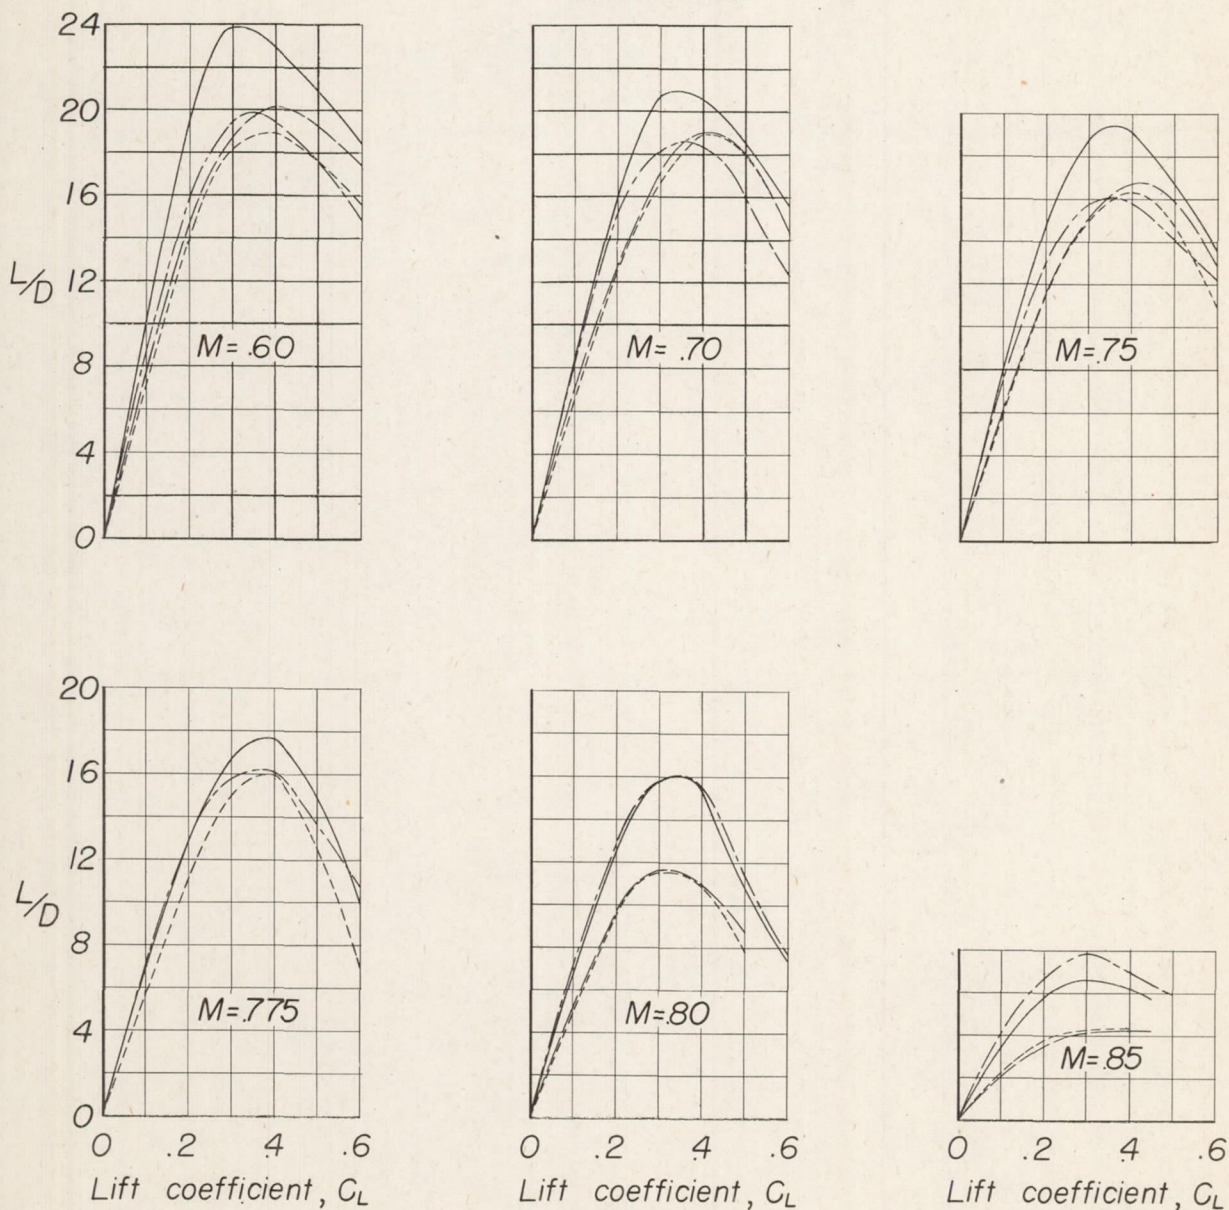 24
20
16
12
8
4
0
L/D
M=.60
M=.70
M=.75
20
16
12
8
4
0
L/D
M=.775
M=.80
M=.85
0 .2 .4 .6
0 .2 .4 .6
0 .2 .4 .6
Lift coefficient, CL
Lift coefficient, CL
Lift coefficient, CL